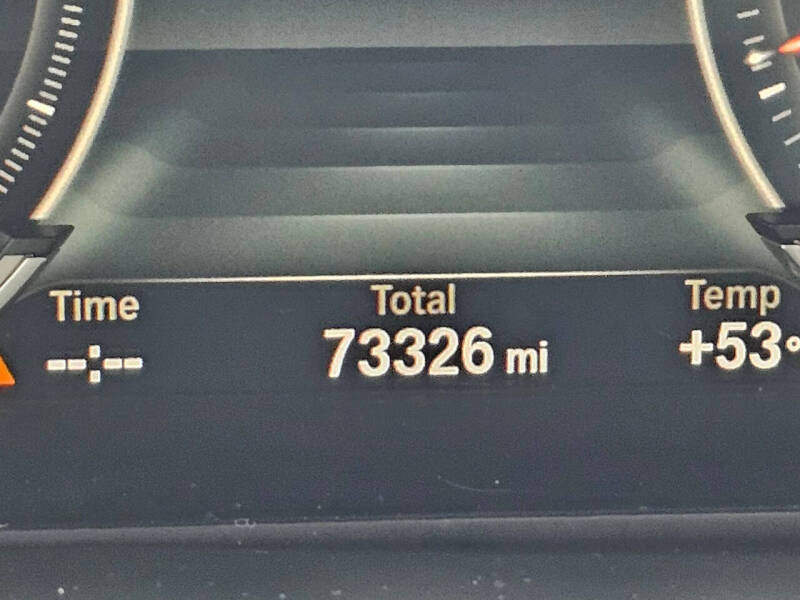 Time Total Temp
--:-- 73326 mi +53°